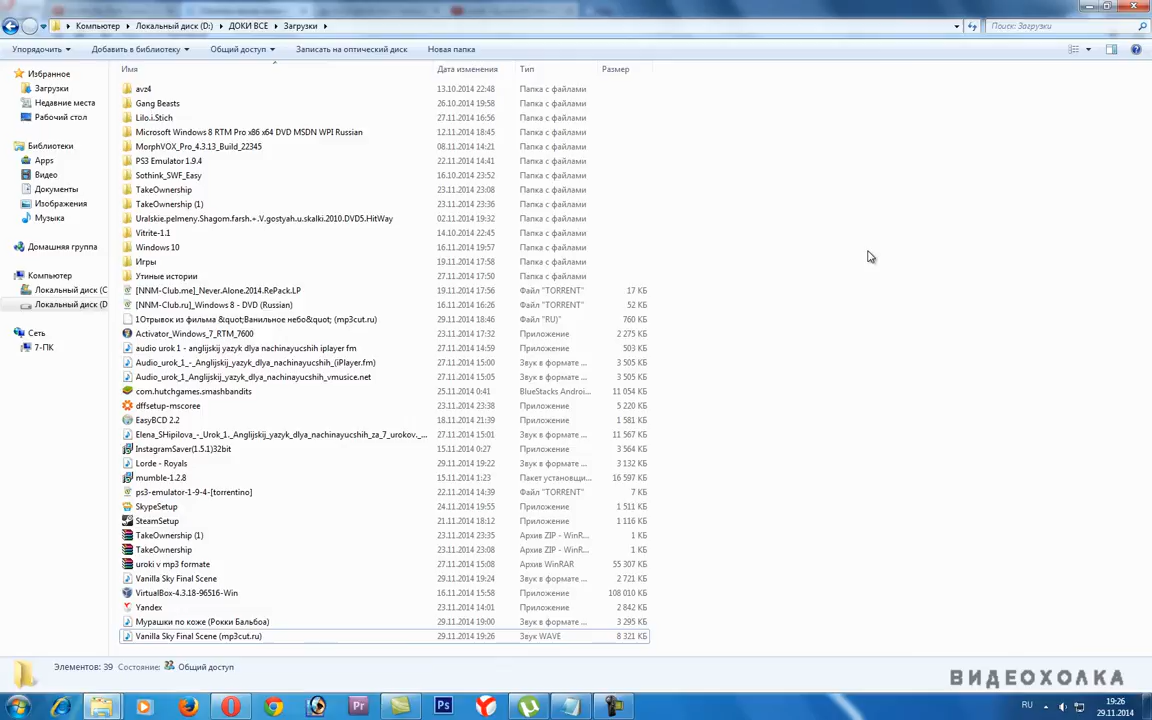 Компьютер ▸ Локальный диск (D:) ▸ ДОКИ ВСЕ ▸ Загрузки ▸
Поиск: Загрузки
Упорядочить Добавить в библиотеку Общий доступ Записать на оптический диск Новая папка
Имя Дата изменения Тип Размер
Избранное
Загрузки
Недавние места
Рабочий стол
Библиотеки
Apps
Видео
Документы
Изображения
Музыка
Домашняя группа
Компьютер
Локальный диск (C
Локальный диск (D
Сеть
7-ПК
avz4 13.10.2014 22:48 Папка с файлами
Gang Beasts 26.10.2014 19:58 Папка с файлами
Lilo.i.Stich 27.11.2014 16:56 Папка с файлами
Microsoft Windows 8 RTM Pro x86 x64 DVD MSDN WPI Russian 12.11.2014 18:45 Папка с файлами
MorphVOX_Pro_4.3.13_Build_22345 08.11.2014 14:21 Папка с файлами
PS3 Emulator 1.9.4 22.11.2014 14:41 Папка с файлами
Sothink_SWF_Easy 16.10.2014 23:52 Папка с файлами
TakeOwnership 23.11.2014 23:08 Папка с файлами
TakeOwnership (1) 23.11.2014 23:36 Папка с файлами
Uralskie.pelmeny.Shagom.farsh.+.V.gostyah.u.skalki.2010.DVD5.HitWay 02.11.2014 19:32 Папка с файлами
Vitrite-1.1 14.10.2014 22:45 Папка с файлами
Windows 10 16.11.2014 19:57 Папка с файлами
Игры 19.11.2014 17:58 Папка с файлами
Утиные истории 27.11.2014 17:50 Папка с файлами
[NNM-Club.me]_Never.Alone.2014.RePack.LP 19.11.2014 17:56 Файл "TORRENT" 17 КБ
[NNM-Club.ru]_Windows 8 - DVD (Russian) 16.11.2014 16:26 Файл "TORRENT" 52 КБ
1Отрывок из фильма &quot;Ванильное небо&quot; (mp3cut.ru) 29.11.2014 18:46 Файл "RU)" 760 КБ
Activator_Windows_7_RTM_7600 23.11.2014 17:32 Приложение 2 275 КБ
audio urok 1 - anglijskij yazyk dlya nachinayucshih iplayer fm 27.11.2014 14:59 Приложение 503 КБ
Audio_urok_1_-_Anglijskij_yazyk_dlya_nachinayucshih_(iPlayer.fm) 27.11.2014 15:00 Звук в формате ... 3 505 КБ
Audio_urok_1_Anglijskij_yazyk_dlya_nachinayucshih_vmusice.net 27.11.2014 15:05 Звук в формате ... 3 505 КБ
com.hutchgames.smashbandits 25.11.2014 0:41 BlueStacks Androi... 11 054 КБ
dffsetup-mscoree 23.11.2014 23:38 Приложение 5 220 КБ
EasyBCD 2.2 18.11.2014 21:39 Приложение 1 581 КБ
Elena_SHipilova_-_Urok_1._Anglijskij_yazyk_dlya_nachinayucshih_za_7_urokov._... 27.11.2014 15:01 Звук в формате ... 11 567 КБ
InstagramSaver(1.5.1)32bit 15.11.2014 0:27 Приложение 3 564 КБ
Lorde - Royals 29.11.2014 19:22 Звук в формате ... 3 132 КБ
mumble-1.2.8 15.11.2014 1:23 Пакет установщи... 16 597 КБ
ps3-emulator-1-9-4-[torrentino] 22.11.2014 14:39 Файл "TORRENT" 7 КБ
SkypeSetup 24.11.2014 19:55 Приложение 1 511 КБ
SteamSetup 21.11.2014 18:12 Приложение 1 116 КБ
TakeOwnership (1) 23.11.2014 23:35 Архив ZIP - WinR... 1 КБ
TakeOwnership 23.11.2014 23:08 Архив ZIP - WinR... 1 КБ
uroki v mp3 formate 27.11.2014 15:08 Архив WinRAR 55 307 КБ
Vanilla Sky Final Scene 29.11.2014 19:24 Звук в формате ... 2 721 КБ
VirtualBox-4.3.18-96516-Win 16.11.2014 15:58 Приложение 108 010 КБ
Yandex 23.11.2014 14:01 Приложение 2 842 КБ
Мурашки по коже (Рокки Бальбоа) 29.11.2014 19:00 Звук в формате ... 3 295 КБ
Vanilla Sky Final Scene (mp3cut.ru) 29.11.2014 19:26 Звук WAVE 8 321 КБ
Элементов: 39 Состояние: Общий доступ
ВИДЕОХОЛКА
Pr Ps
RU 19:26
29.11.2014